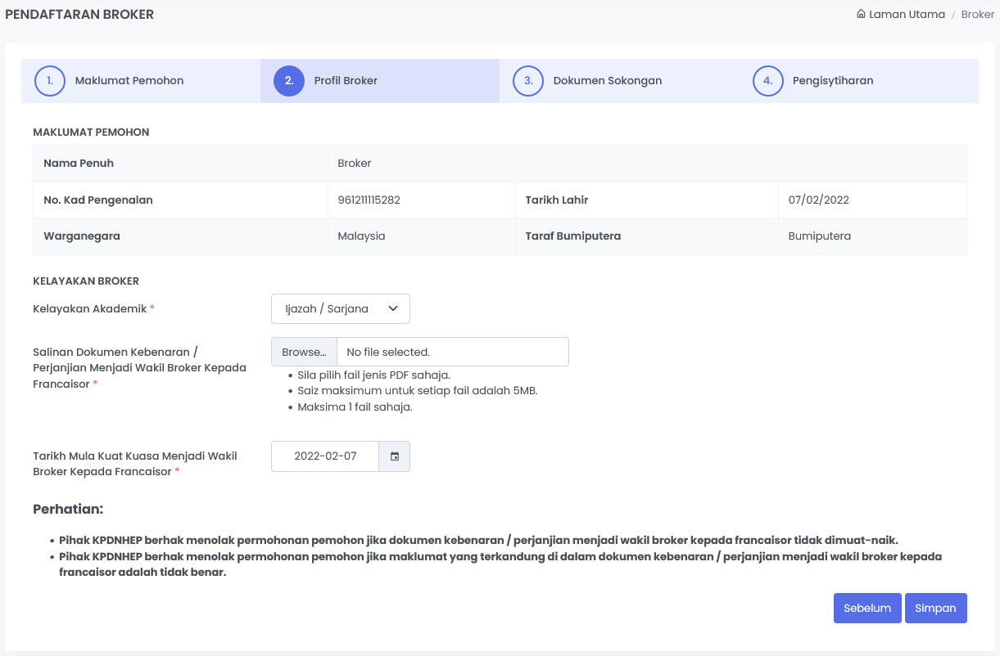 PENDAFTARAN BROKER
Laman Utama / Broker
1. Maklumat Pemohon
2. Profil Broker
3. Dokumen Sokongan
4. Pengisytiharan
MAKLUMAT PEMOHON
Nama Penuh Broker
No. Kad Pengenalan 961211115282 Tarikh Lahir 07/02/2022
Warganegara Malaysia Taraf Bumiputera Bumiputera
KELAYAKAN BROKER
Kelayakan Akademik * Ijazah / Sarjana
Salinan Dokumen Kebenaran /
Perjanjian Menjadi Wakil Broker Kepada
Francaisor *
Browse... No file selected.
• Sila pilih fail jenis PDF sahaja.
• Saiz maksimum untuk setiap fail adalah 5MB.
• Maksima 1 fail sahaja.
Tarikh Mula Kuat Kuasa Menjadi Wakil
Broker Kepada Francaisor *
2022-02-07
Perhatian:
• Pihak KPDNHEP berhak menolak permohonan pemohon jika dokumen kebenaran / perjanjian menjadi wakil broker kepada francaisor tidak dimuat-naik.
• Pihak KPDNHEP berhak menolak permohonan pemohon jika maklumat yang terkandung di dalam dokumen kebenaran / perjanjian menjadi wakil broker kepada
francaisor adalah tidak benar.
Sebelum Simpan